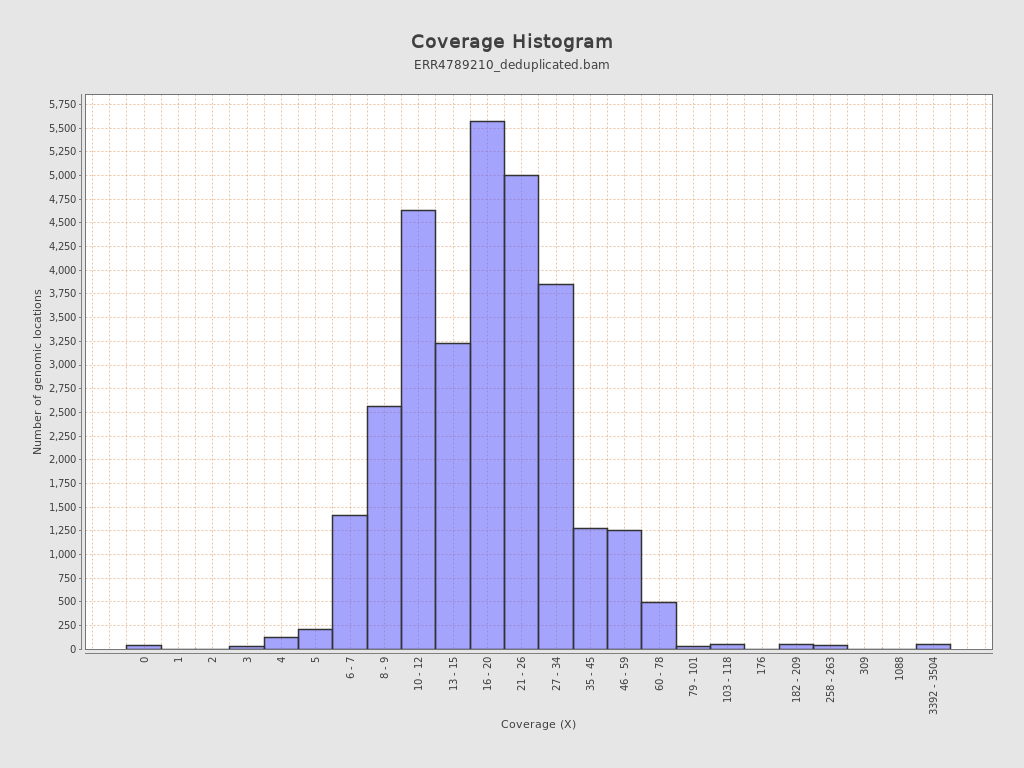 Coverage Histogram
ERR4789210_deduplicated.bam
Number of genomic locations
5,750
5,500
5,250
5,000
4,750
4,500
4,250
4,000
3,750
3,500
3,250
3,000
2,750
2,500
2,250
2,000
1,750
1,500
1,250
1,000
750
500
250
0
0
1
2
3
4
5
6 - 7
8 - 9
10 - 12
13 - 15
16 - 20
21 - 26
27 - 34
35 - 45
46 - 59
60 - 78
79 - 101
103 - 118
176
182 - 209
258 - 263
309
1088
3392 - 3504
Coverage (X)